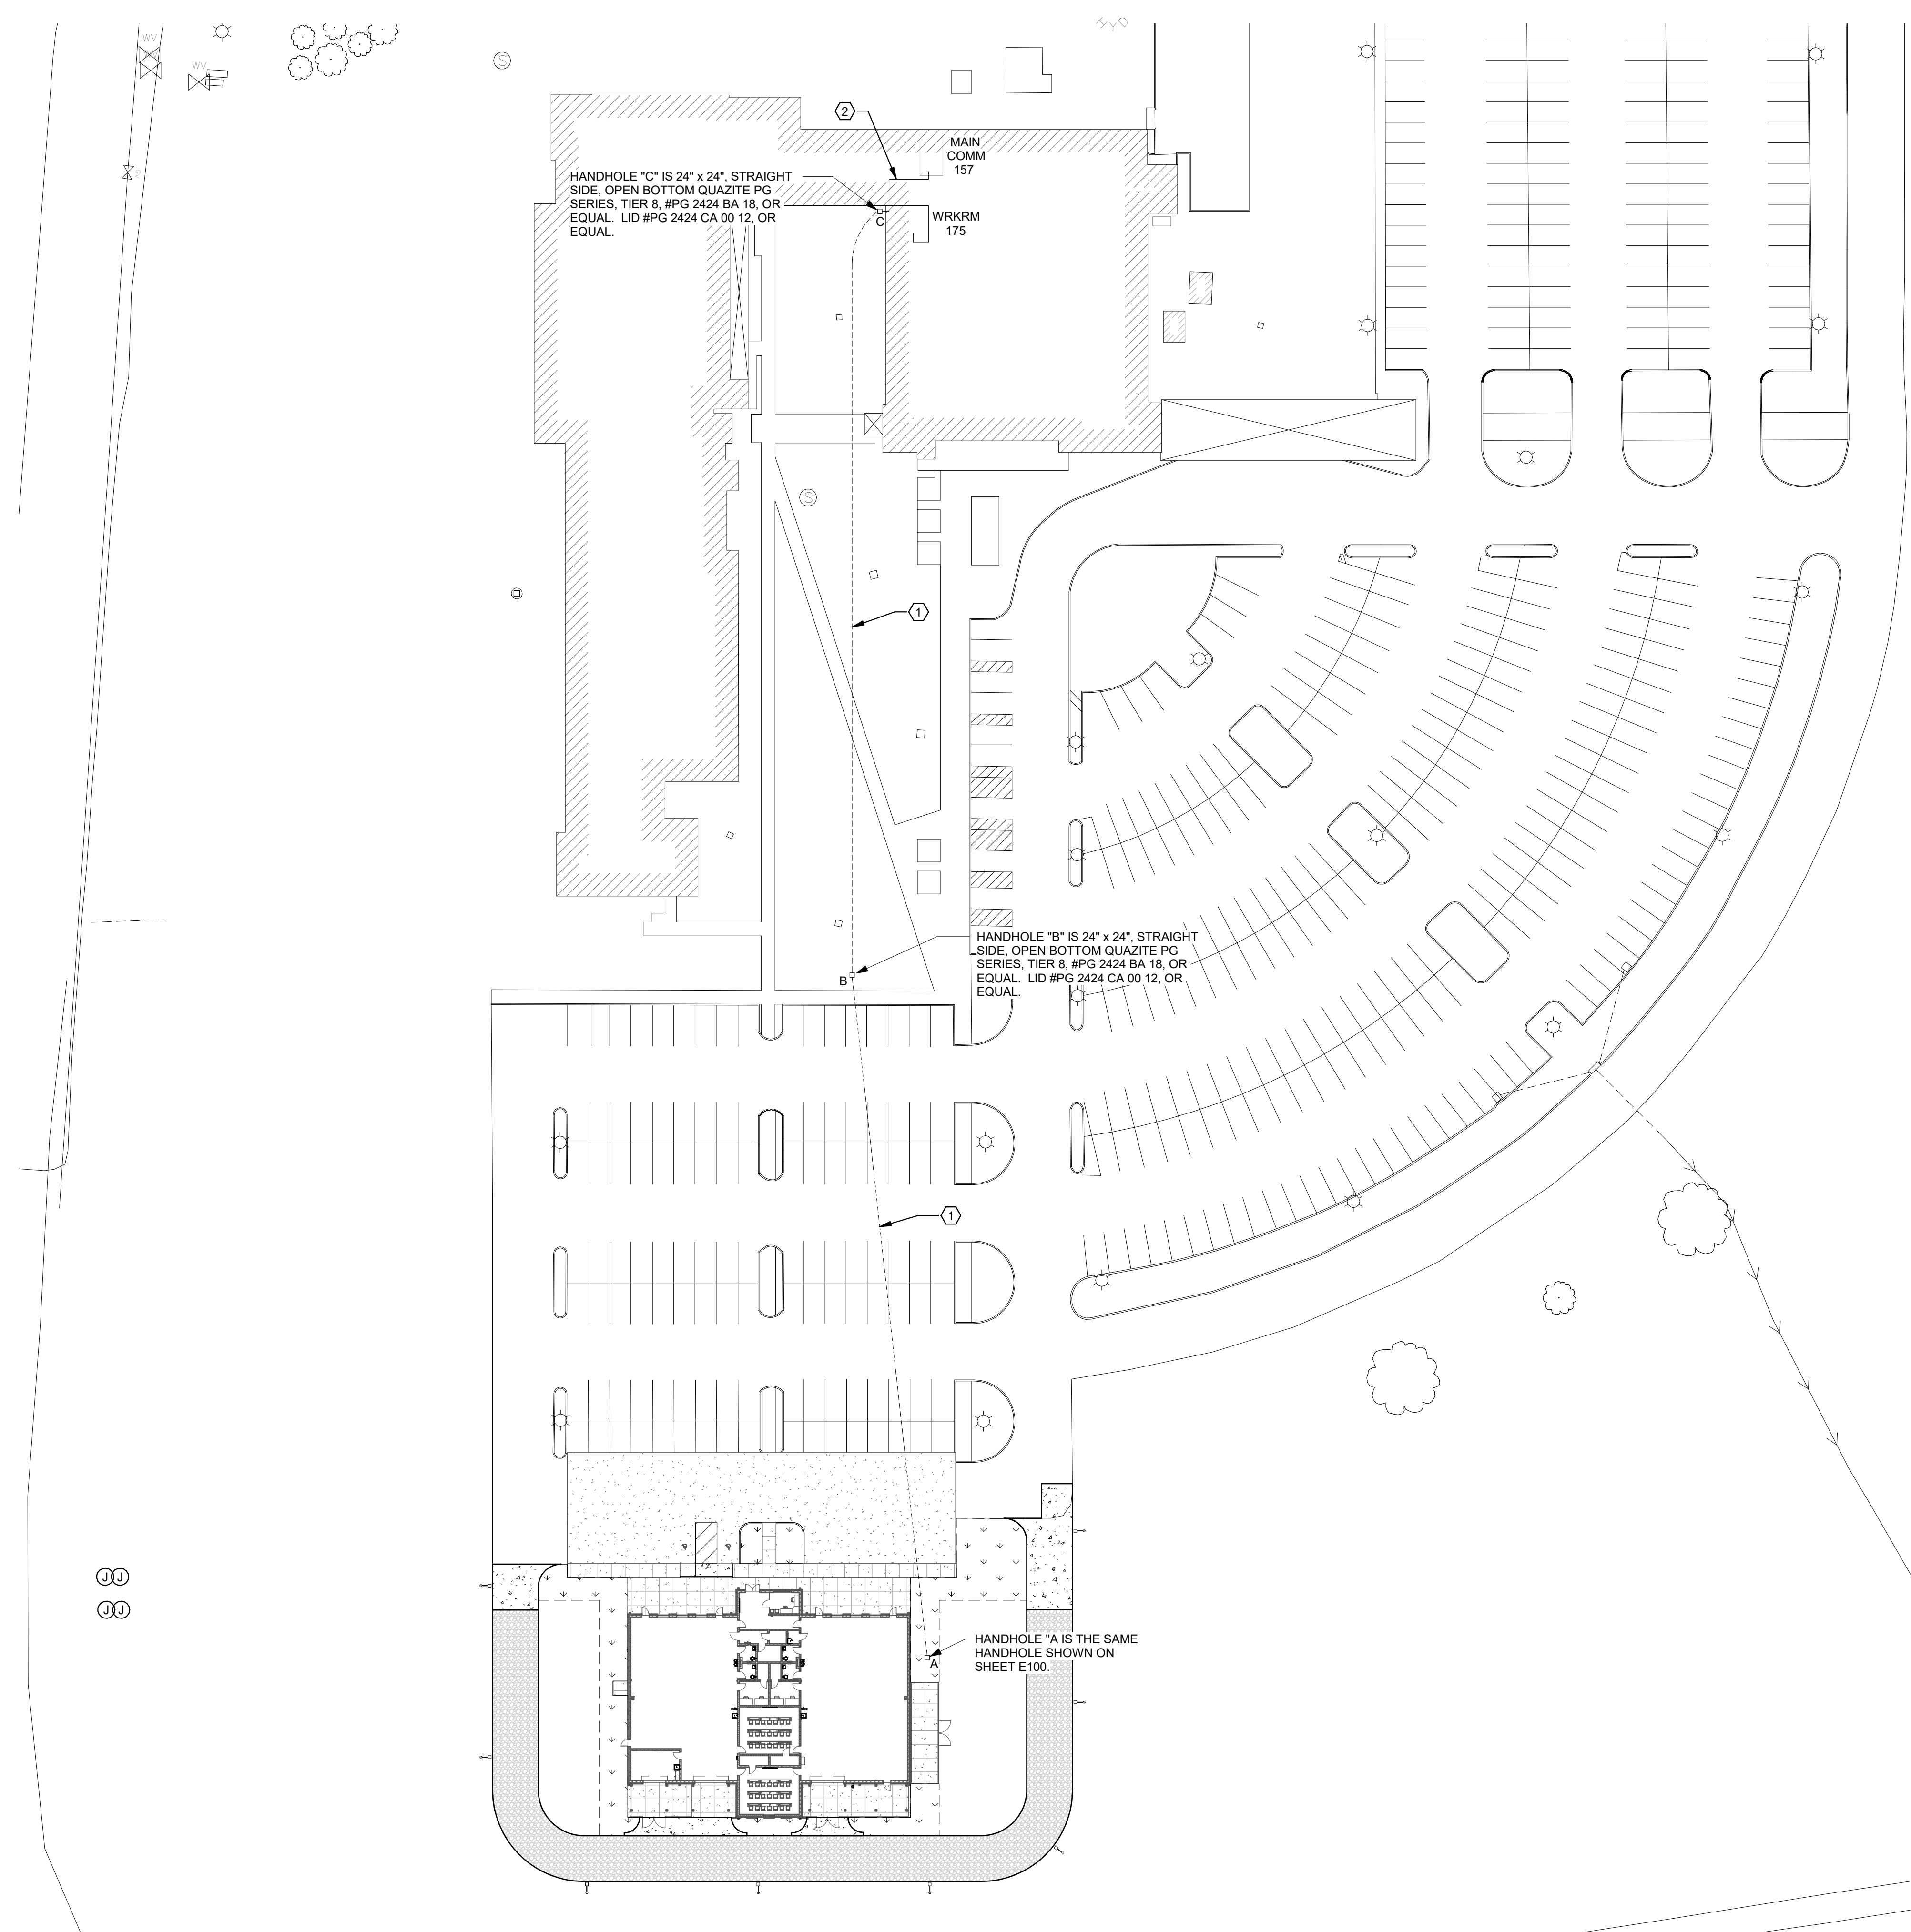 HYD
WV
WV
S
2
MAIN
COMM
157
HANDHOLE "C" IS 24" x 24", STRAIGHT
SIDE, OPEN BOTTOM QUAZITE PG
SERIES, TIER 8, #PG 2424 BA 18, OR
EQUAL.  LID #PG 2424 CA 00 12, OR
EQUAL.
C
WRKRM
175
S
1
HANDHOLE "B" IS 24" x 24", STRAIGHT
SIDE, OPEN BOTTOM QUAZITE PG
SERIES, TIER 8, #PG 2424 BA 18, OR
EQUAL.  LID #PG 2424 CA 00 12, OR
EQUAL.
B
1
J J
J J
HANDHOLE "A IS THE SAME
HANDHOLE SHOWN ON
SHEET E100.
A